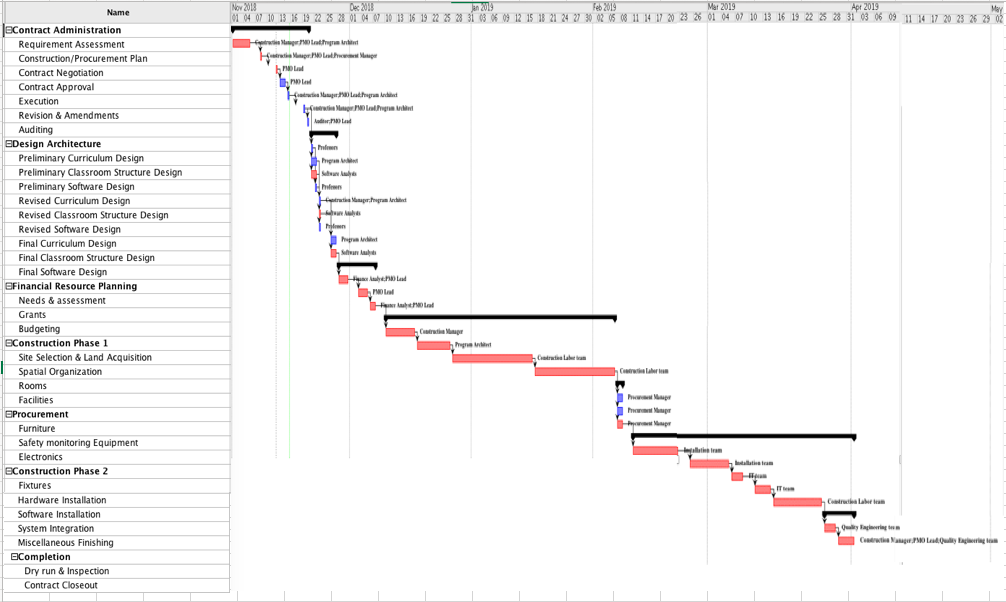 Name
Nov 2018 Dec 2018 Jan 2019 Feb 2019 Mar 2019 Apr 2019 May
01 04 07 10 13 16 19 22 25 28 01 04 07 10 13 16 19 22 25 28 31 03 06 09 12 15 18 21 24 27 30 02 05 08 11 14 17 20 23 26 01 04 07 10 13 16 19 22 25 28 31 03 06 09 11 14 17 20 23 26 29 02
Contract Administration
Requirement Assessment
Construction Manager;PMO Lead;Program Architect
Construction/Procurement Plan
Construction Manager;PMO Lead;Procurement Manager
Contract Negotiation
PMO Lead
Contract Approval
PMO Lead
Execution
Construction Manager;PMO Lead;Program Architect
Revision & Amendments
Construction Manager;PMO Lead;Program Architect
Auditing
Auditor;PMO Lead
Design Architecture
Preliminary Curriculum Design
Profesors
Preliminary Classroom Structure Design
Program Architect
Software Analysts
Preliminary Software Design
Profesors
Revised Curriculum Design
Construction Manager;Program Architect
Revised Classroom Structure Design
Software Analysts
Revised Software Design
Profesors
Final Curriculum Design
Program Architect
Final Classroom Structure Design
Software Analysts
Final Software Design
Finance Analyst;PMO Lead
Financial Resource Planning
PMO Lead
Needs & assessment
Finance Analyst;PMO Lead
Grants
Budgeting
Construction Manager
Construction Phase 1
Program Architect
Site Selection & Land Acquisition
Construction Labor team
Spatial Organization
Construction Labor team
Rooms
Facilities
Procurement Manager
Procurement
Procurement Manager
Furniture
Procurement Manager
Safety monitoring Equipment
Electronics
Installation team
Construction Phase 2
Installation team
Fixtures
IT team
IT team
Hardware Installation
Construction Labor team
Software Installation
System Integration
Quality Engineering team
Miscellaneous Finishing
Construction Manager;PMO Lead;Quality Engineering team
Completion
Dry run & Inspection
Contract Closeout